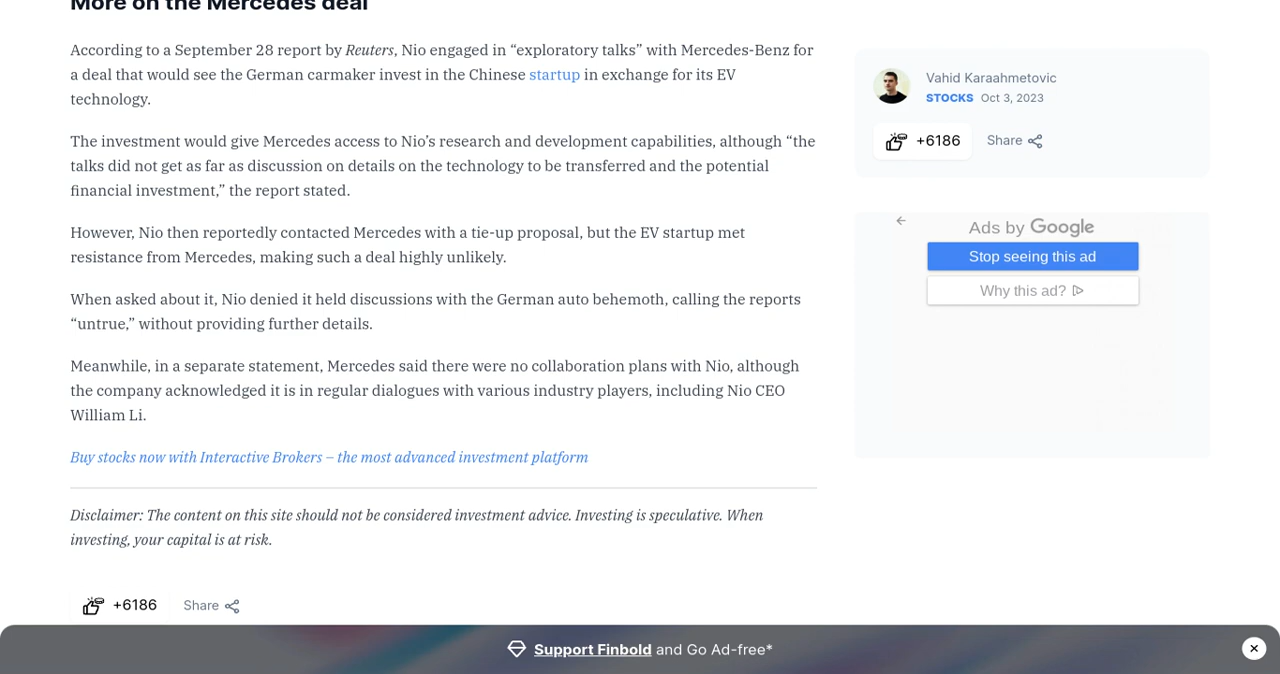 More on the Mercedes deal
According to a September 28 report by Reuters, Nio engaged in “exploratory talks” with Mercedes-Benz for
a deal that would see the German carmaker invest in the Chinese startup in exchange for its EV
technology.
The investment would give Mercedes access to Nio’s research and development capabilities, although “the
talks did not get as far as discussion on details on the technology to be transferred and the potential
financial investment,” the report stated.
However, Nio then reportedly contacted Mercedes with a tie-up proposal, but the EV startup met
resistance from Mercedes, making such a deal highly unlikely.
When asked about it, Nio denied it held discussions with the German auto behemoth, calling the reports
“untrue,” without providing further details.
Meanwhile, in a separate statement, Mercedes said there were no collaboration plans with Nio, although
the company acknowledged it is in regular dialogues with various industry players, including Nio CEO
William Li.
Buy stocks now with Interactive Brokers – the most advanced investment platform
Disclaimer: The content on this site should not be considered investment advice. Investing is speculative. When
investing, your capital is at risk.
+6186 Share
Vahid Karaahmetovic
STOCKS Oct 3, 2023
+6186 Share
Ads by Google
Stop seeing this ad
Why this ad?
Support Finbold and Go Ad-free*